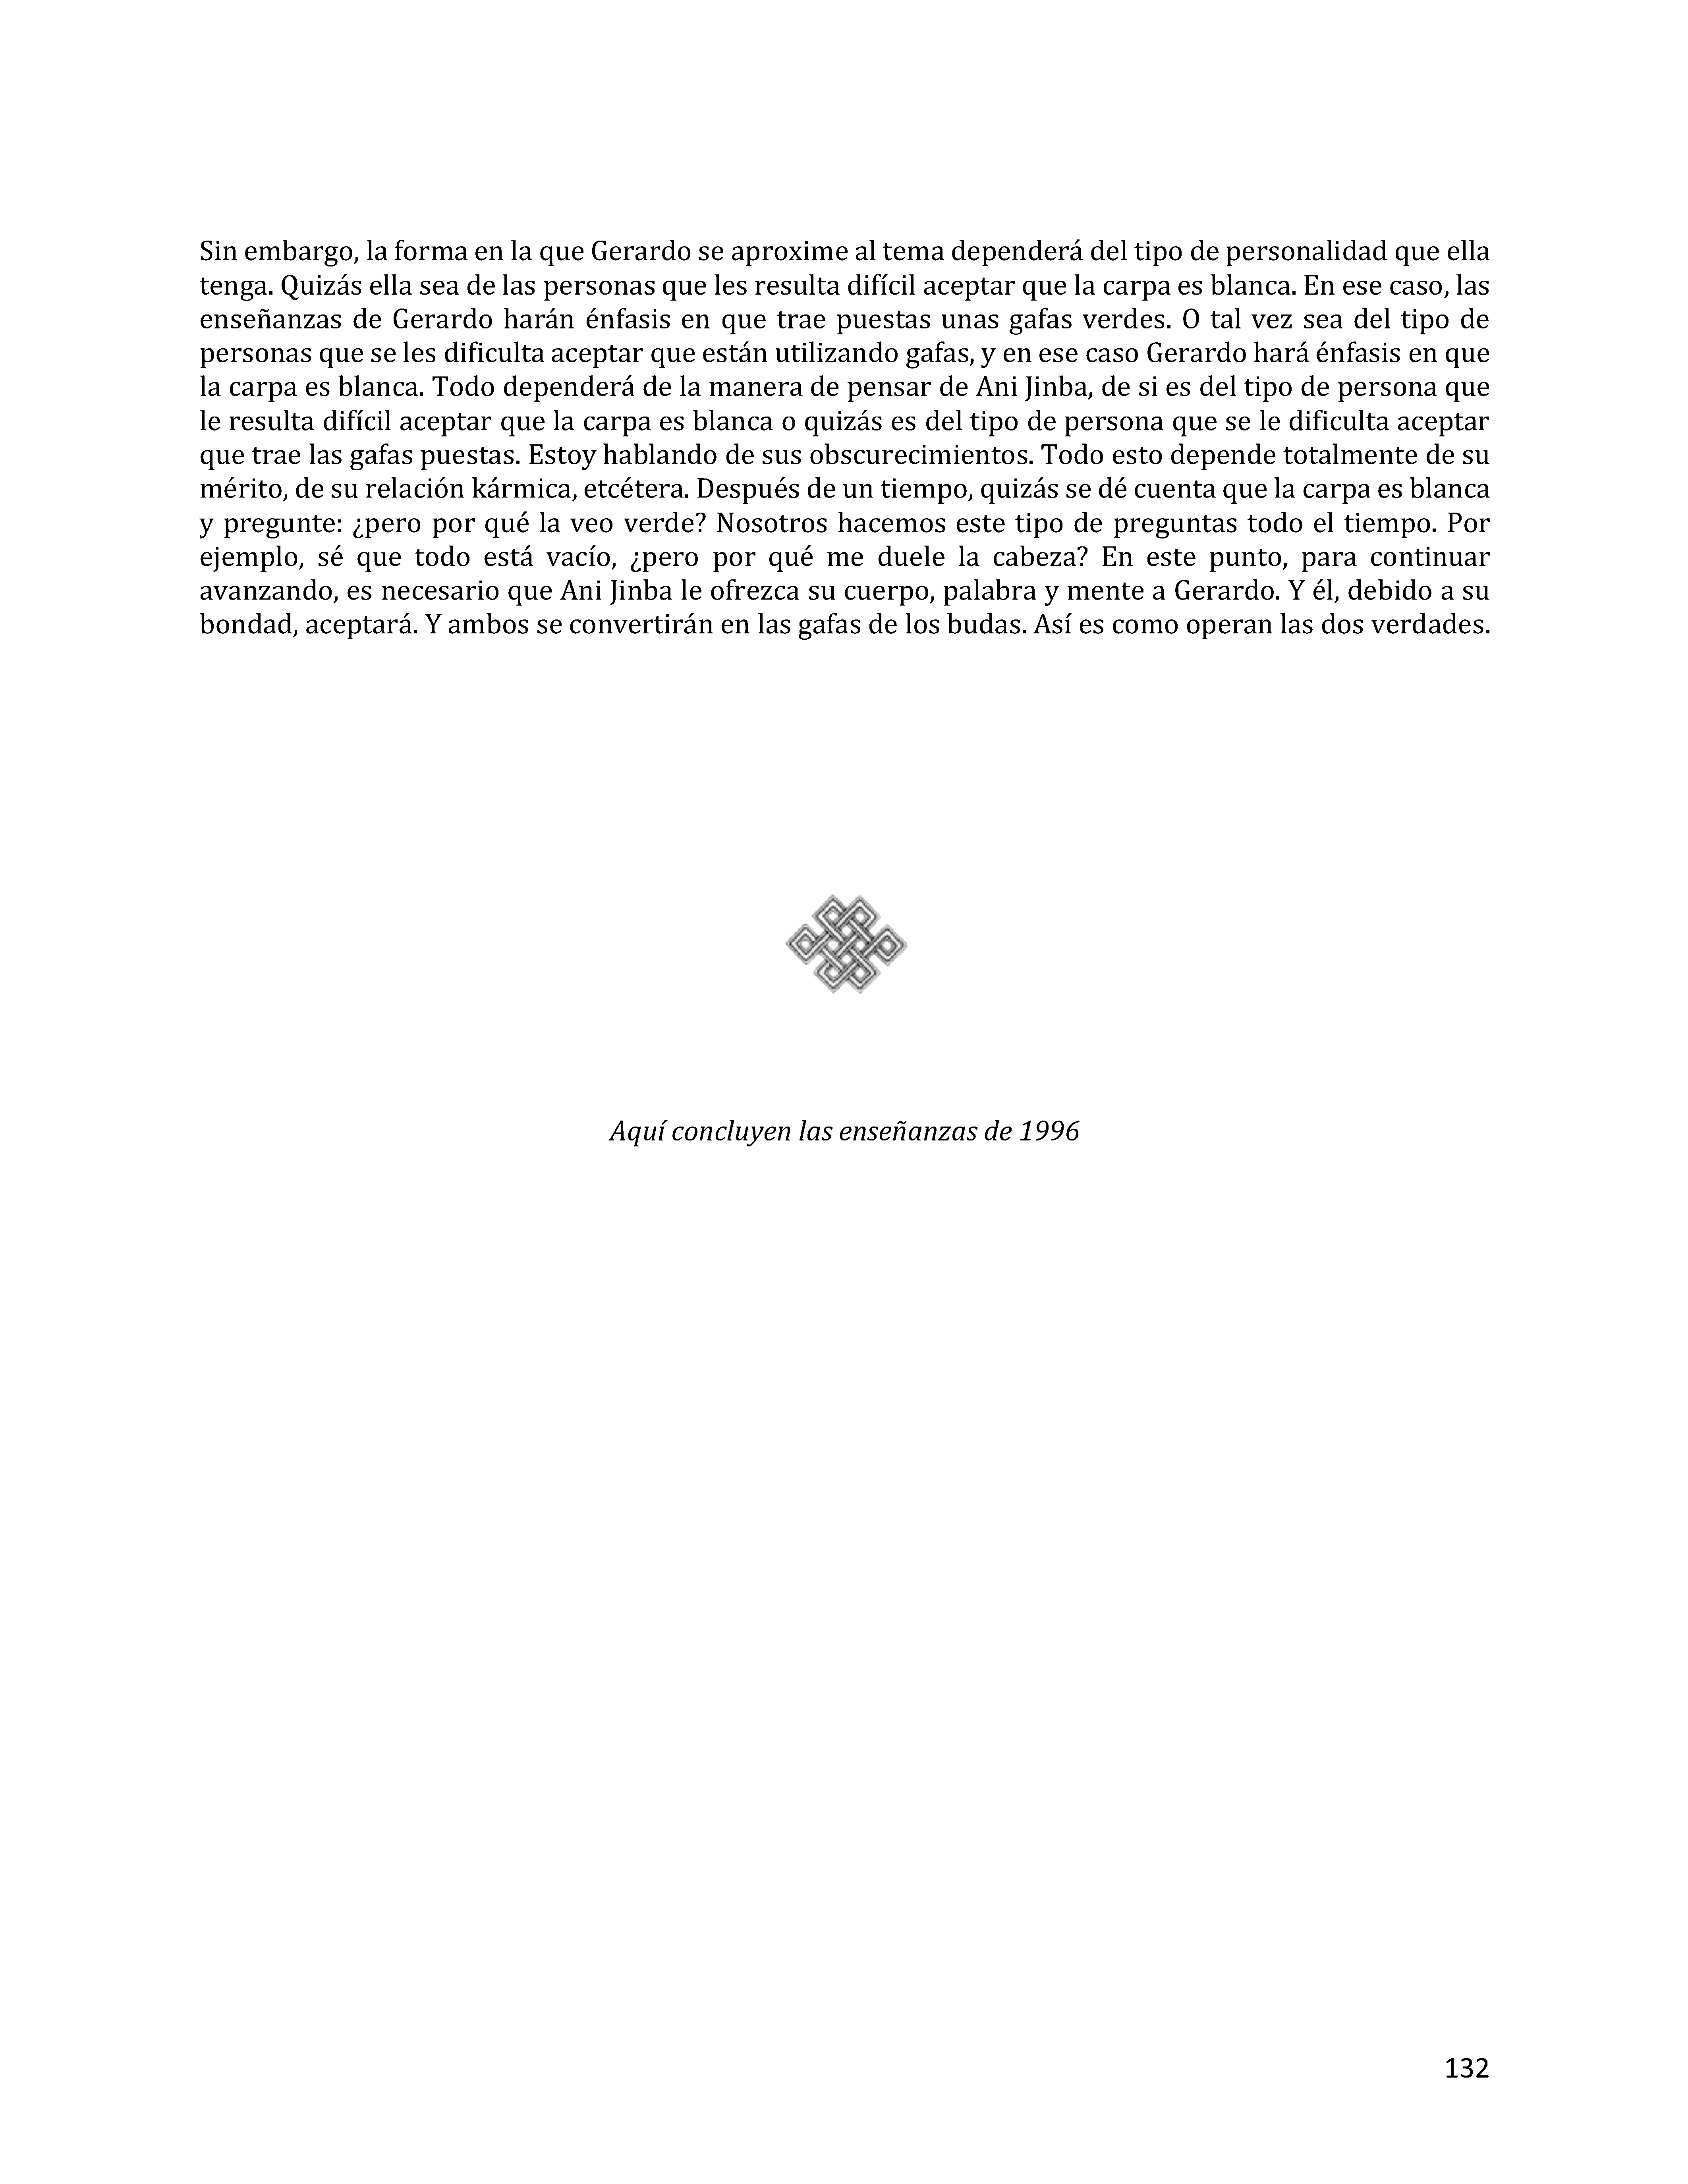 Sin embargo, la forma en la que Gerardo se aproxime al tema dependerá del tipo de personalidad que ella
tenga. Quizás ella sea de las personas que les resulta difícil aceptar que la carpa es blanca. En ese caso, las
enseñanzas de Gerardo harán énfasis en que trae puestas unas gafas verdes. O tal vez sea del tipo de
personas que se les dificulta aceptar que están utilizando gafas, y en ese caso Gerardo hará énfasis en que
la carpa es blanca. Todo dependerá de la manera de pensar de Ani Jinba, de si es del tipo de persona que
le resulta difícil aceptar que la carpa es blanca o quizás es del tipo de persona que se le dificulta aceptar
que trae las gafas puestas. Estoy hablando de sus obscurecimientos. Todo esto depende totalmente de su
mérito, de su relación kármica, etcétera. Después de un tiempo, quizás se dé cuenta que la carpa es blanca
y pregunte: ¿pero por qué la veo verde? Nosotros hacemos este tipo de preguntas todo el tiempo. Por
ejemplo, sé que todo está vacío, ¿pero por qué me duele la cabeza? En este punto, para continuar
avanzando, es necesario que Ani Jinba le ofrezca su cuerpo, palabra y mente a Gerardo. Y él, debido a su
bondad, aceptará. Y ambos se convertirán en las gafas de los budas. Así es como operan las dos verdades.
Aquí concluyen las enseñanzas de 1996
132